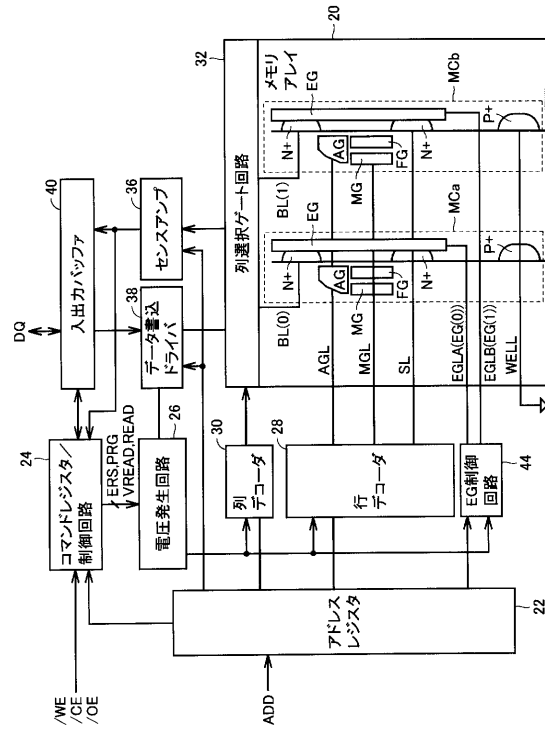 /WE
/CE
/OE
24
コマンドレジスタ/
制御回路
DQ
40
入出力バッファ
36
センスアンプ
ERS,PRG
VREAD,READ
38
データ書込
ドライバ
26
電圧発生回路
ADD
アドレス
レジスタ
22
30
列デコーダ
28
行
デコーダ
EG制御
回路
44
32
列選択ゲート回路
20
メモリ
アレイ
BL(0)
BL(1)
N+
EG
N+
EG
AG
AG
MG
FG
MG
FG
N+
N+
MCa
MCb
P+
P+
AGL
MGL
SL
EGLA(EG(0))
EGLB(EG(1))
WELL